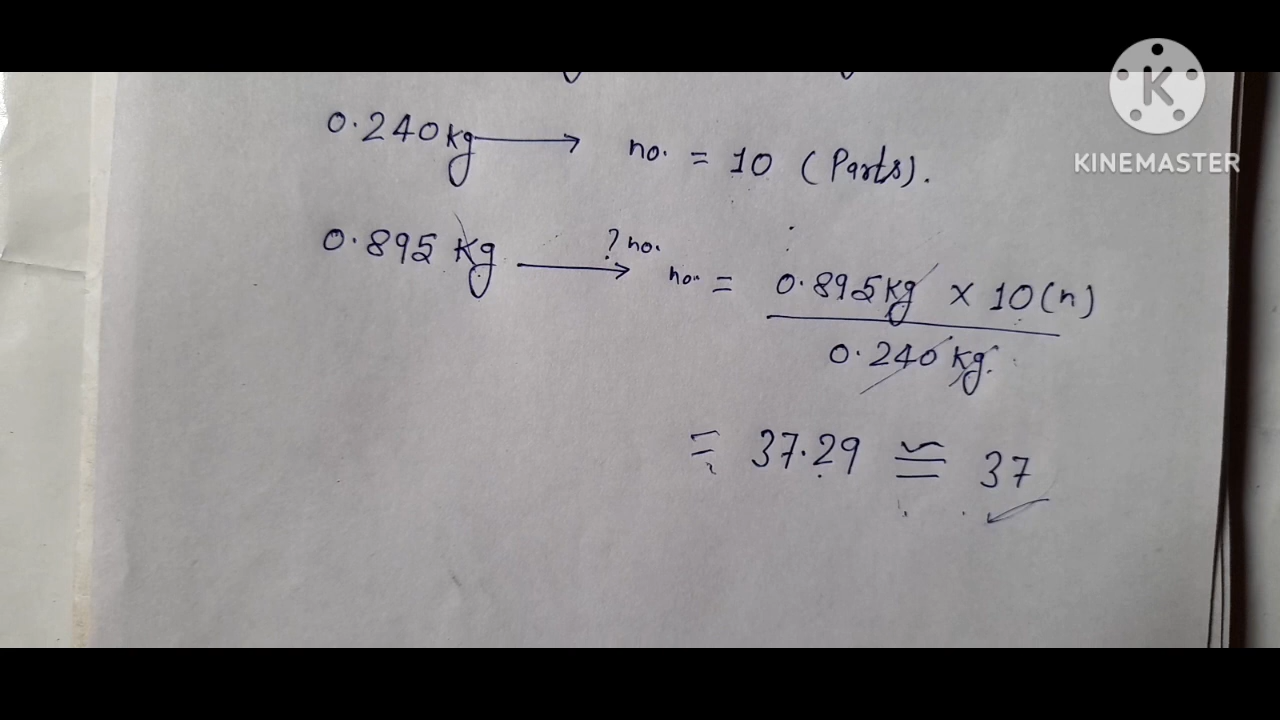 KINEMASTER
0.240 kg → no. = 10 (Parts).
0.895 kg → ? no. no. = 0.895 kg × 10 (n)
0.240 kg.
= 37.29 ≅ 37